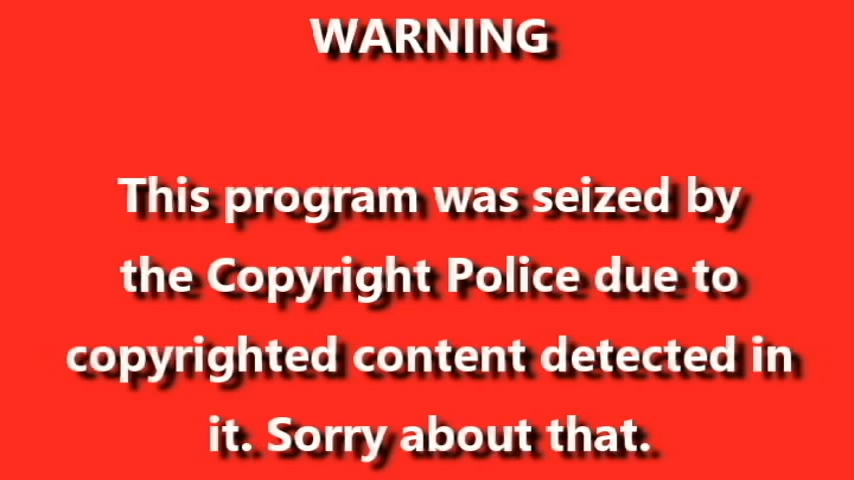 WARNING
This program was seized by
the Copyright Police due to
copyrighted content detected in
it. Sorry about that.